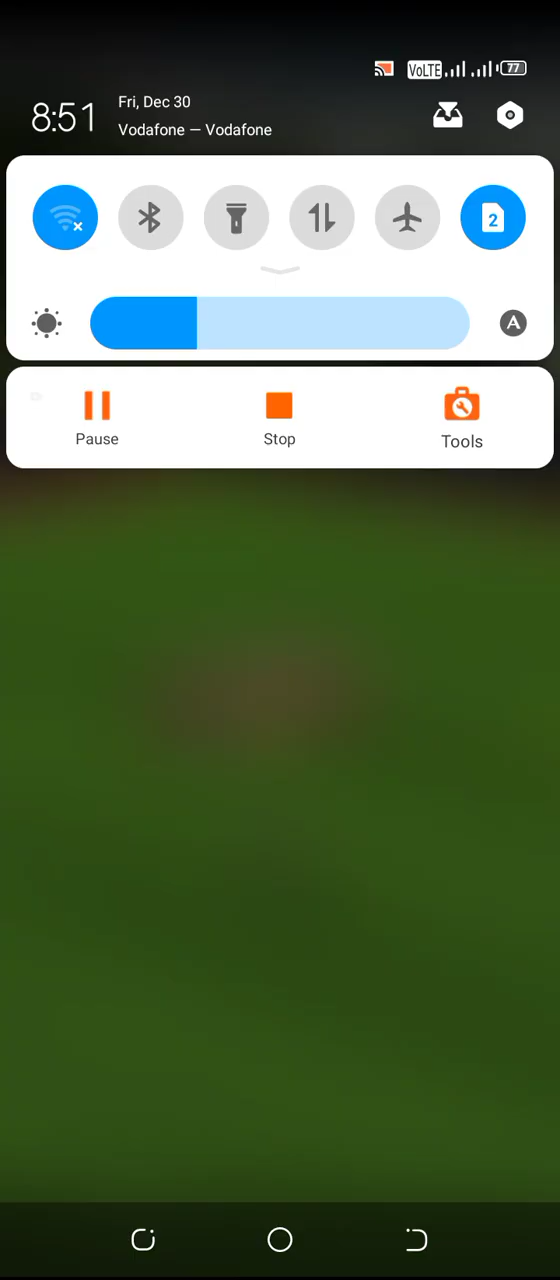 VoLTE 77
8:51
Fri, Dec 30
Vodafone — Vodafone
2
A
Pause
Stop
Tools